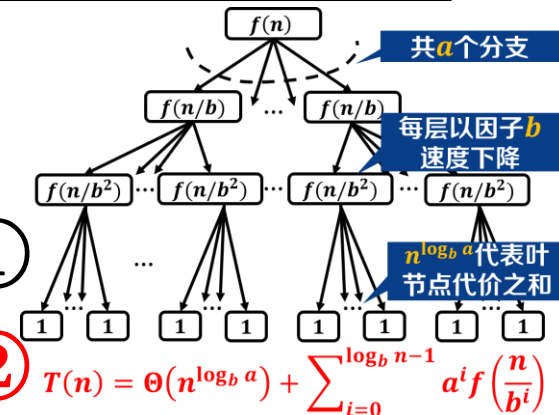 f(n)
共a个分支
f(n/b) ... f(n/b)
每层以因子b
速度下降
f(n/b²) ... f(n/b²) ... f(n/b²) ... f(n/b²)
n^{log_b a}代表叶
节点代价之和
...
... ... ... ...
1 1 1 1 1 1 1 1
2 T(n) = Θ(n^{log_b a}) + ∑_{i=0}^{log_b n−1} a^i f(n/b^i)